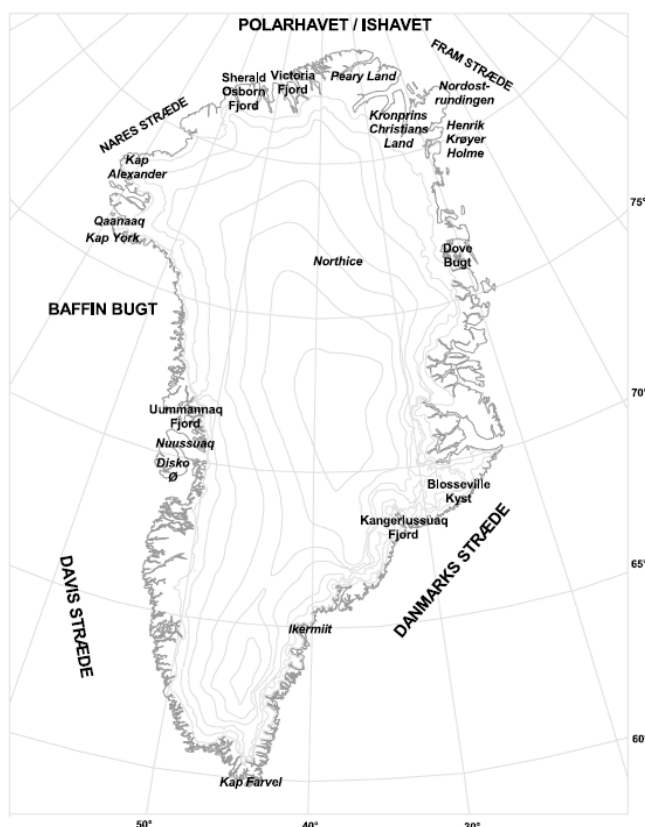 POLARHAVET / ISHAVET
FRAM STRÆDE
Sherald
Osborn
Fjord
Victoria
Fjord
Peary Land
Nordost-
rundingen
NARES STRÆDE
Kronprins
Christians
Land
Henrik
Krøyer
Holme
Kap
Alexander
75°
Qaanaaq
Kap York
Dove
Bugt
Northice
BAFFIN BUGT
70°
Uummannaq
Fjord
Nuussuaq
Disko
Ø
Blosseville
Kyst
Kangerlussuaq
Fjord
DANMARKS STRÆDE
65°
DAVIS STRÆDE
Ikermiit
60°
Kap Farvel
50°
40°
30°